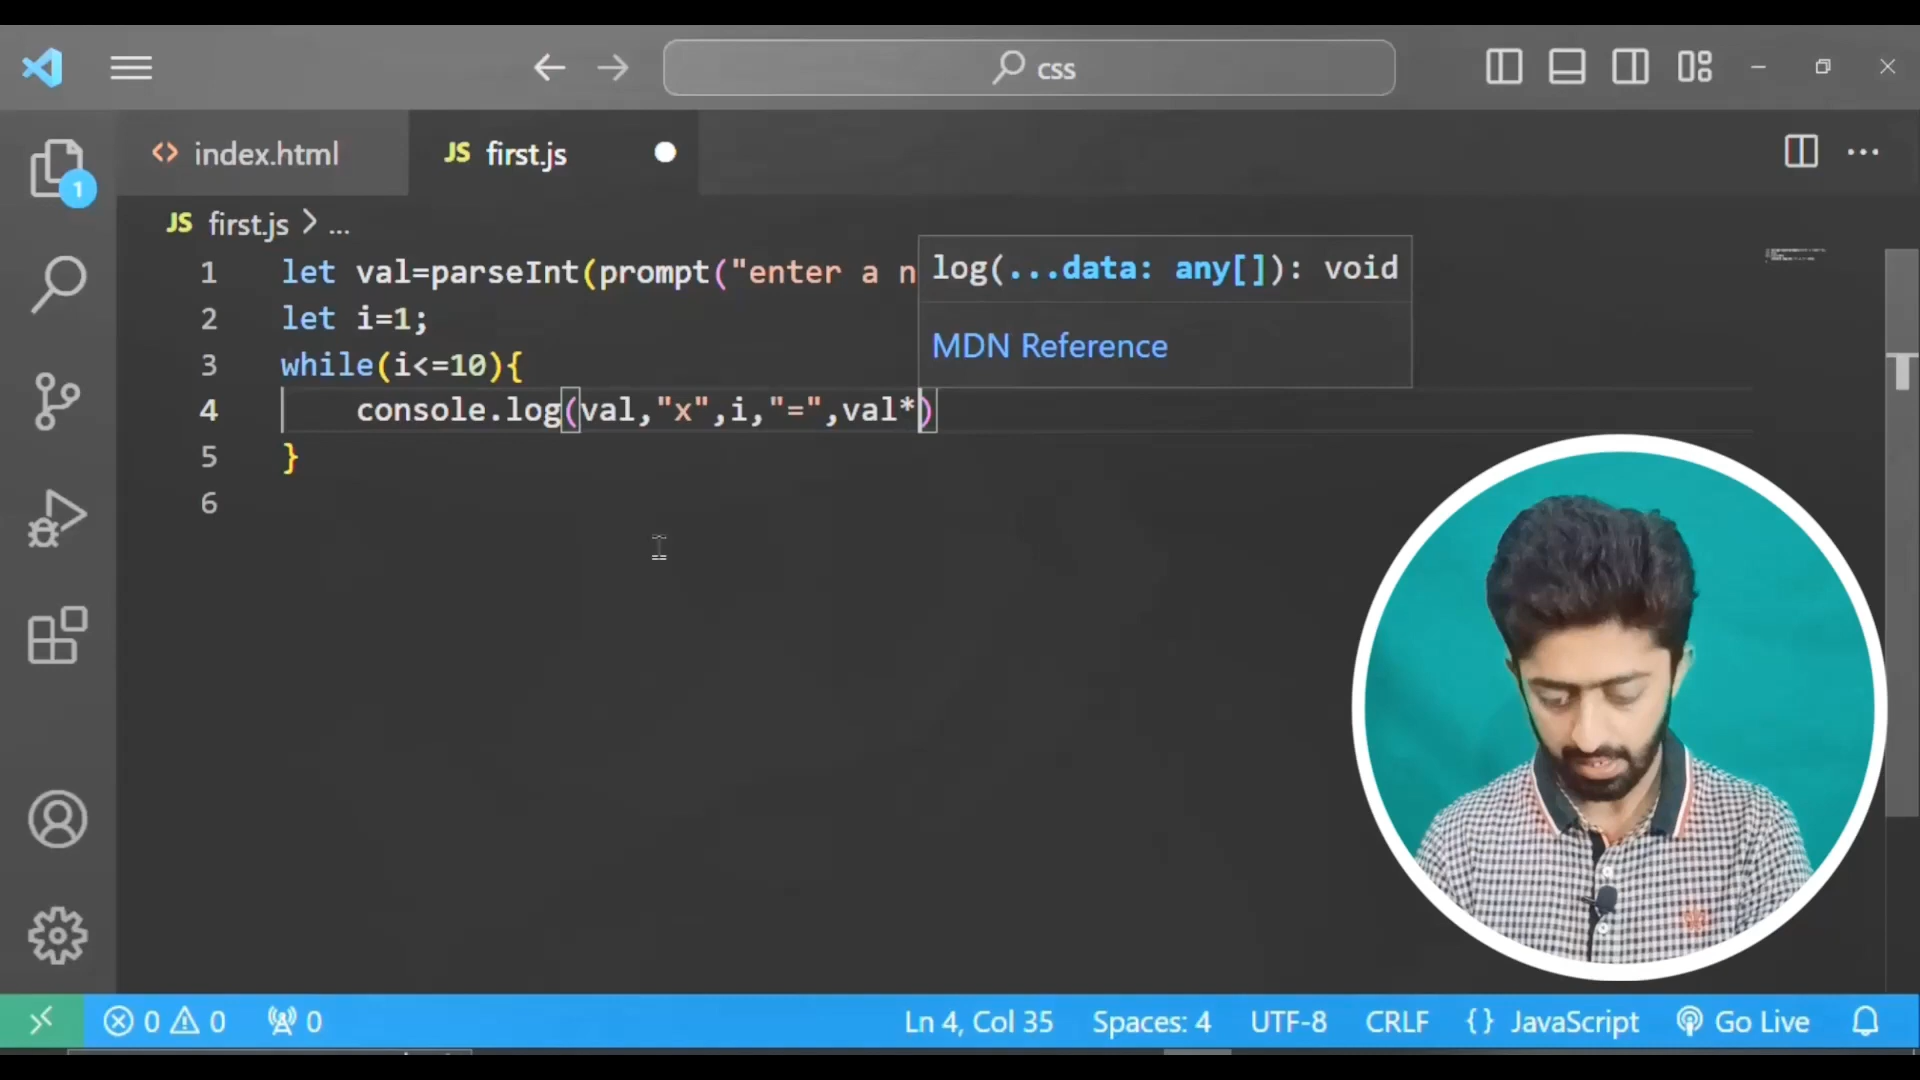 css
index.html
JS first.js
1
JS first.js > ...
1 let val=parseInt(prompt("enter a n
2 let i=1;
3 while(i<=10){
4 console.log(val,"x",i,"=",val*)
5 }
6
log(...data: any[]): void
MDN Reference
0 0 0
Ln 4, Col 35 Spaces: 4 UTF-8 CRLF {} JavaScript Go Live